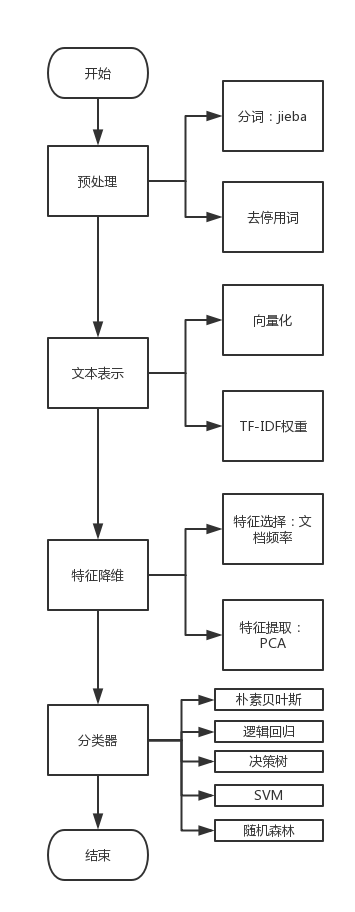 开始
预处理
分词：jieba
去停用词
文本表示
向量化
TF-IDF权重
特征降维
特征选择：文
档频率
特征提取：
PCA
分类器
朴素贝叶斯
逻辑回归
决策树
SVM
随机森林
结束